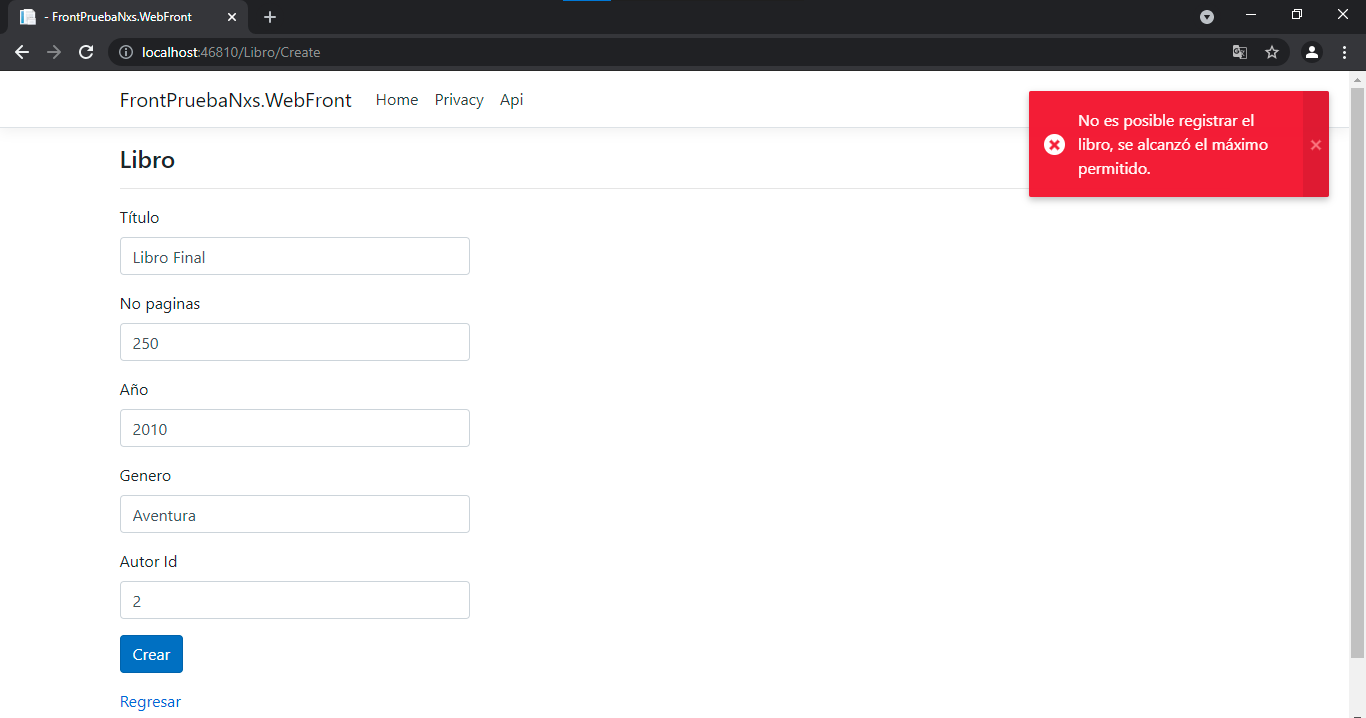 - FrontPruebaNxs.WebFront
localhost:46810/Libro/Create
FrontPruebaNxs.WebFront Home Privacy Api
No es posible registrar el
libro, se alcanzó el máximo
permitido.
Libro
Título
Libro Final
No paginas
250
Año
2010
Genero
Aventura
Autor Id
2
Crear
Regresar